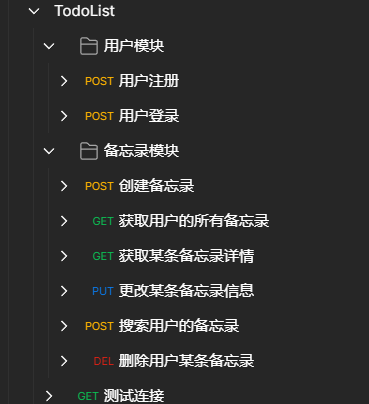 TodoList
用户模块
POST 用户注册
POST 用户登录
备忘录模块
POST 创建备忘录
GET 获取用户的所有备忘录
GET 获取某条备忘录详情
PUT 更改某条备忘录信息
POST 搜索用户的备忘录
DEL 删除用户某条备忘录
GET 测试连接